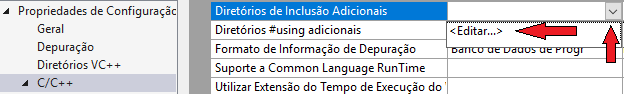 Propriedades de Configuração
Geral
Depuração
Diretórios VC++
C/C++
Diretórios de Inclusão Adicionais
Diretórios #using adicionais
<Editar...>
Formato de Informação de Depuração
Banco de Dados de Progr
Suporte a Common Language RunTime
Utilizar Extensão do Tempo de Execução do